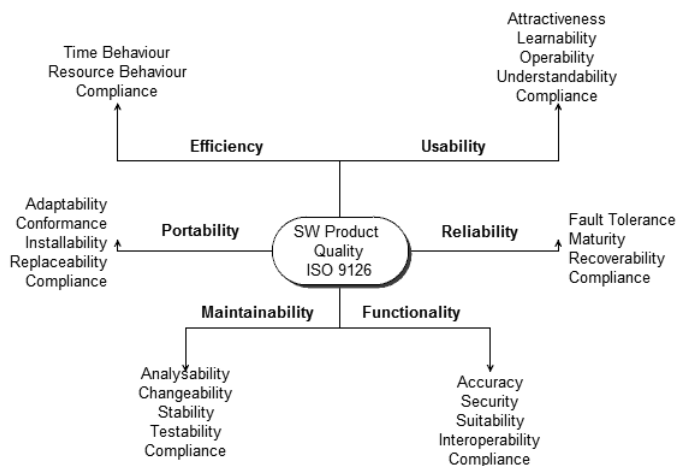 Time Behaviour
Resource Behaviour
Compliance
Attractiveness
Learnability
Operability
Understandability
Compliance
Efficiency
Usability
Adaptability
Conformance
Installability
Replaceability
Compliance
Portability
SW Product
Quality
ISO 9126
Reliability
Fault Tolerance
Maturity
Recoverability
Compliance
Maintainability
Functionality
Analysability
Changeability
Stability
Testability
Compliance
Accuracy
Security
Suitability
Interoperability
Compliance